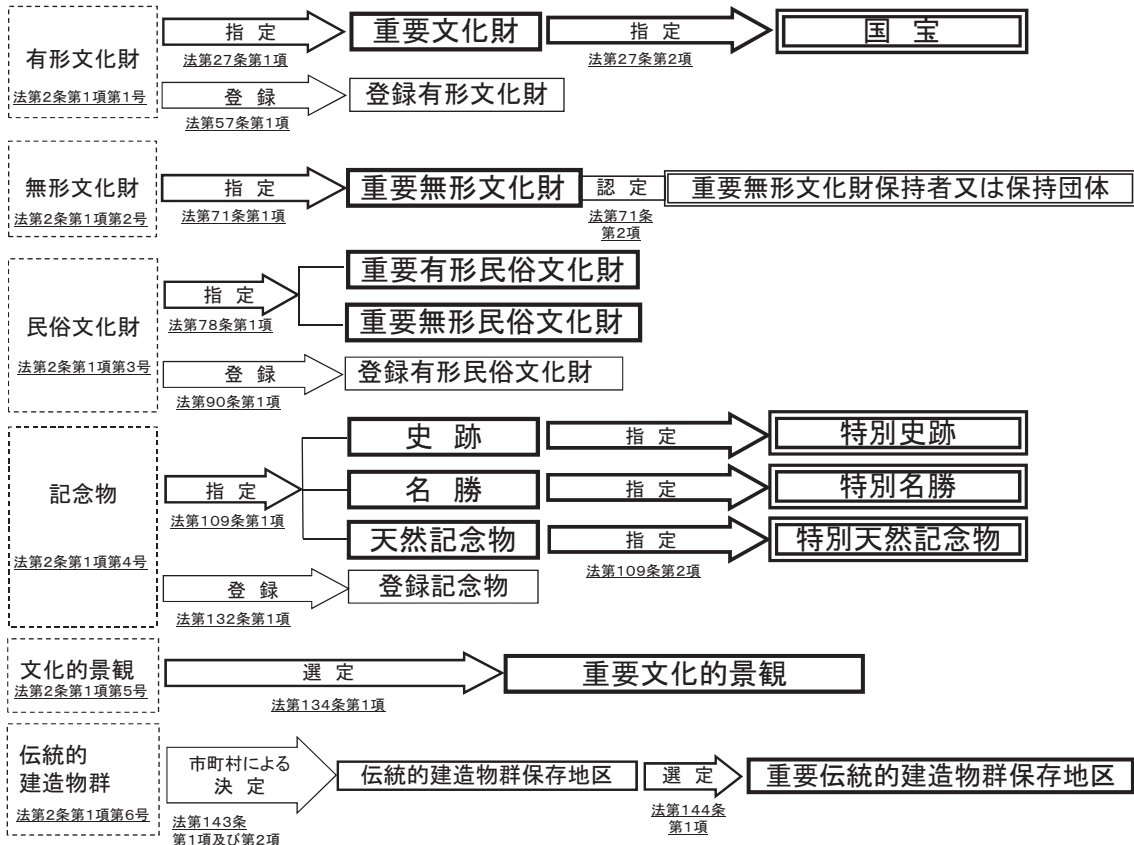 有形文化財
法第2条第1項第1号
指 定
法第27条第1項
重要文化財
指 定
法第27条第2項
国 宝
登 録
法第57条第1項
登録有形文化財
無形文化財
法第2条第1項第2号
指 定
法第71条第1項
重要無形文化財
認 定
法第71条
第2項
重要無形文化財保持者又は保持団体
民俗文化財
法第2条第1項第3号
指 定
法第78条第1項
重要有形民俗文化財
重要無形民俗文化財
登 録
法第90条第1項
登録有形民俗文化財
記念物
法第2条第1項第4号
指 定
法第109条第1項
史 跡
指 定
特別史跡
名 勝
指 定
特別名勝
天然記念物
指 定
法第109条第2項
特別天然記念物
登 録
法第132条第1項
登録記念物
文化的景観
法第2条第1項第5号
選 定
法第134条第1項
重要文化的景観
伝統的
建造物群
法第2条第1項第6号
市町村による
決 定
法第143条
第1項及び第2項
伝統的建造物群保存地区
選 定
法第144条
第1項
重要伝統的建造物群保存地区